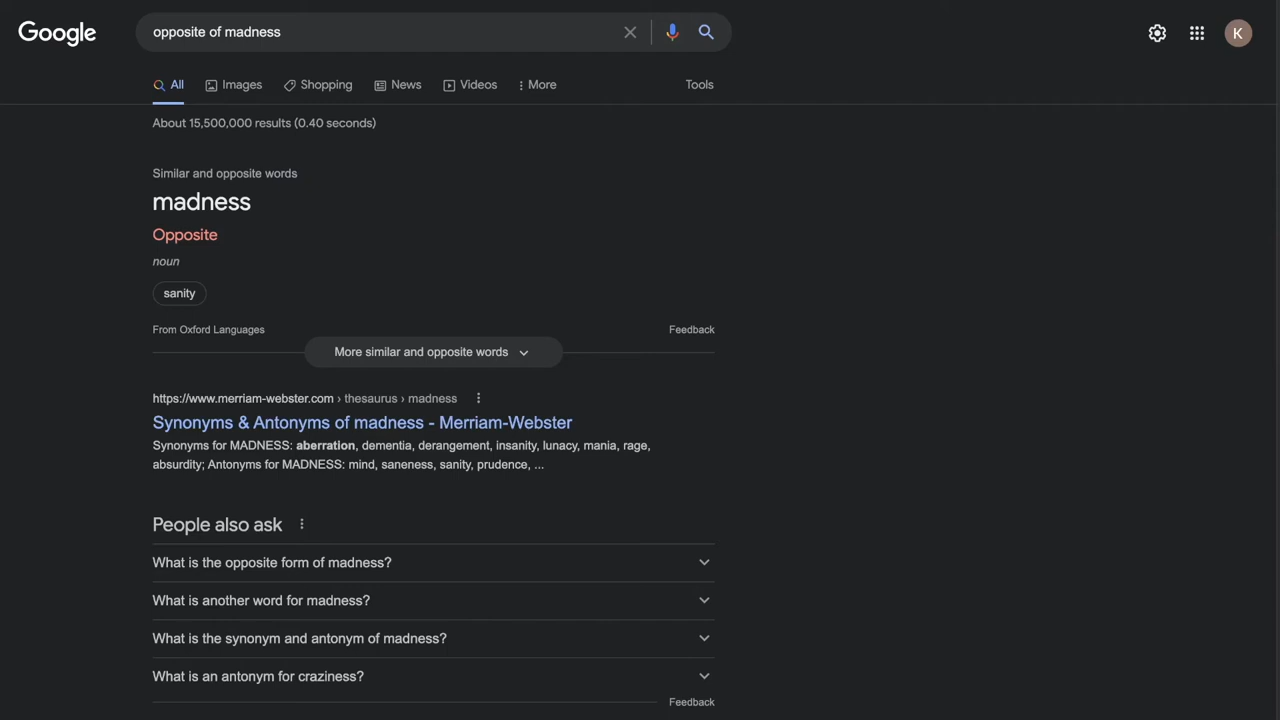 Google
opposite of madness
K
All Images Shopping News Videos More Tools
About 15,500,000 results (0.40 seconds)
Similar and opposite words
madness
Opposite
noun
sanity
From Oxford Languages Feedback
More similar and opposite words
https://www.merriam-webster.com › thesaurus › madness
Synonyms & Antonyms of madness - Merriam-Webster
Synonyms for MADNESS: aberration, dementia, derangement, insanity, lunacy, mania, rage,
absurdity; Antonyms for MADNESS: mind, saneness, sanity, prudence, ...
People also ask
What is the opposite form of madness?
What is another word for madness?
What is the synonym and antonym of madness?
What is an antonym for craziness?
Feedback